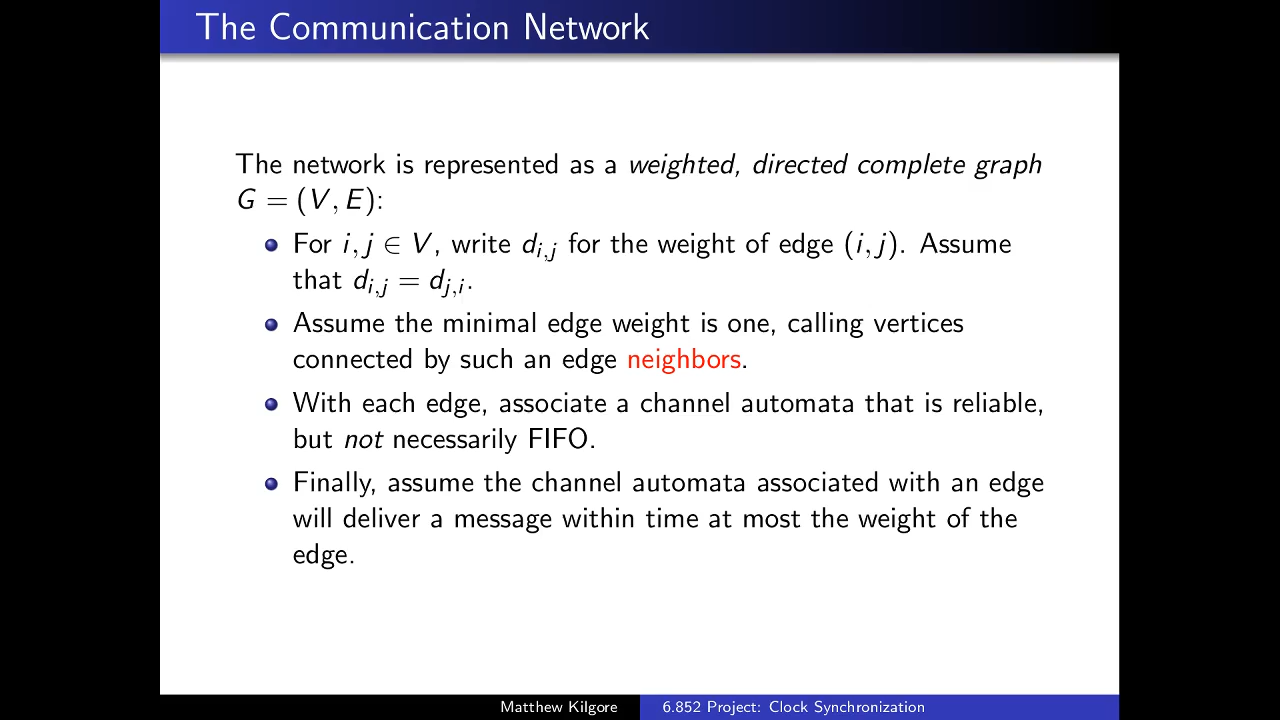 The Communication Network
The network is represented as a weighted, directed complete graph
G = (V, E):
For i, j ∈ V, write d_{i,j} for the weight of edge (i, j). Assume
that d_{i,j} = d_{j,i}.
Assume the minimal edge weight is one, calling vertices
connected by such an edge neighbors.
With each edge, associate a channel automata that is reliable,
but not necessarily FIFO.
Finally, assume the channel automata associated with an edge
will deliver a message within time at most the weight of the
edge.
Matthew Kilgore 6.852 Project: Clock Synchronization